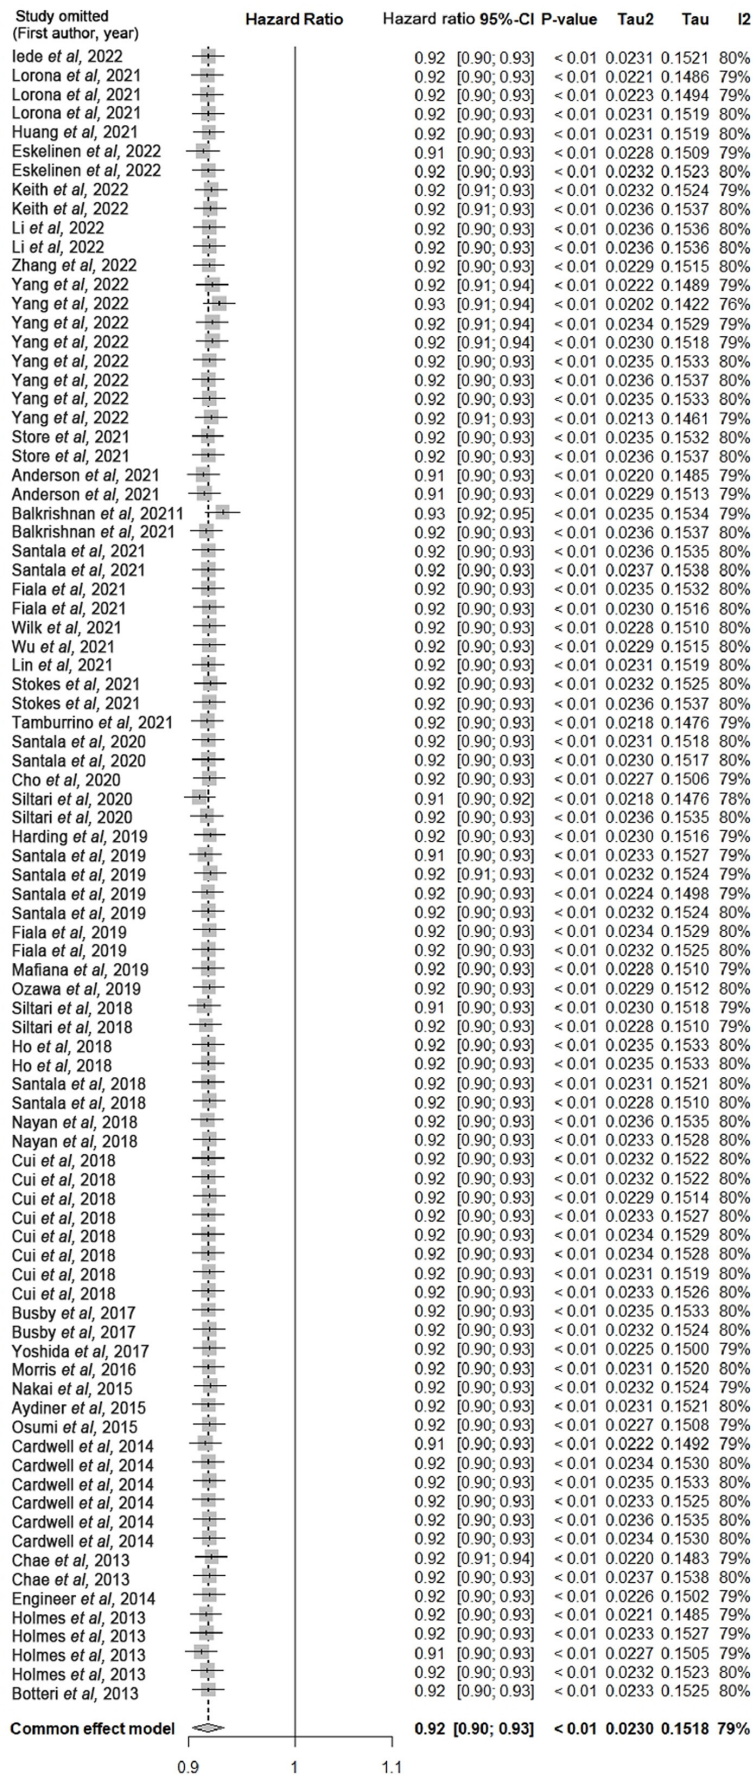 Study omitted Hazard Ratio Hazard ratio 95%-CI P-value Tau2 Tau I2
(First author, year)
Iede et al, 2022 0.92 [0.90; 0.93] < 0.01 0.0231 0.1521 80%
Lorona et al, 2021 0.92 [0.90; 0.93] < 0.01 0.0221 0.1486 79%
Lorona et al, 2021 0.92 [0.90; 0.93] < 0.01 0.0223 0.1494 79%
Lorona et al, 2021 0.92 [0.90; 0.93] < 0.01 0.0231 0.1519 80%
Huang et al, 2021 0.92 [0.90; 0.93] < 0.01 0.0231 0.1519 80%
Eskelinen et al, 2022 0.91 [0.90; 0.93] < 0.01 0.0228 0.1509 79%
Eskelinen et al, 2022 0.92 [0.90; 0.93] < 0.01 0.0232 0.1523 80%
Keith et al, 2022 0.92 [0.91; 0.93] < 0.01 0.0232 0.1524 79%
Keith et al, 2022 0.92 [0.91; 0.93] < 0.01 0.0236 0.1537 80%
Li et al, 2022 0.92 [0.90; 0.93] < 0.01 0.0236 0.1536 80%
Li et al, 2022 0.92 [0.90; 0.93] < 0.01 0.0236 0.1536 80%
Zhang et al, 2022 0.92 [0.90; 0.93] < 0.01 0.0229 0.1515 80%
Yang et al, 2022 0.92 [0.91; 0.94] < 0.01 0.0222 0.1489 79%
Yang et al, 2022 0.93 [0.91; 0.94] < 0.01 0.0202 0.1422 76%
Yang et al, 2022 0.92 [0.91; 0.94] < 0.01 0.0234 0.1529 79%
Yang et al, 2022 0.92 [0.91; 0.94] < 0.01 0.0230 0.1518 79%
Yang et al, 2022 0.92 [0.90; 0.93] < 0.01 0.0235 0.1533 80%
Yang et al, 2022 0.92 [0.90; 0.93] < 0.01 0.0236 0.1537 80%
Yang et al, 2022 0.92 [0.90; 0.93] < 0.01 0.0235 0.1533 80%
Yang et al, 2022 0.92 [0.91; 0.93] < 0.01 0.0213 0.1461 79%
Store et al, 2021 0.92 [0.90; 0.93] < 0.01 0.0235 0.1532 80%
Store et al, 2021 0.92 [0.90; 0.93] < 0.01 0.0236 0.1537 80%
Anderson et al, 2021 0.91 [0.90; 0.93] < 0.01 0.0220 0.1485 79%
Anderson et al, 2021 0.91 [0.90; 0.93] < 0.01 0.0229 0.1513 79%
Balkrishnan et al, 20211 0.93 [0.92; 0.95] < 0.01 0.0235 0.1534 79%
Balkrishnan et al, 2021 0.92 [0.90; 0.93] < 0.01 0.0236 0.1537 80%
Santala et al, 2021 0.92 [0.90; 0.93] < 0.01 0.0236 0.1535 80%
Santala et al, 2021 0.92 [0.90; 0.93] < 0.01 0.0237 0.1538 80%
Fiala et al, 2021 0.92 [0.90; 0.93] < 0.01 0.0235 0.1532 80%
Fiala et al, 2021 0.92 [0.90; 0.93] < 0.01 0.0230 0.1516 80%
Wilk et al, 2021 0.92 [0.90; 0.93] < 0.01 0.0228 0.1510 79%
Wu et al, 2021 0.92 [0.90; 0.93] < 0.01 0.0229 0.1515 80%
Lin et al, 2021 0.92 [0.90; 0.93] < 0.01 0.0231 0.1519 80%
Stokes et al, 2021 0.92 [0.90; 0.93] < 0.01 0.0232 0.1525 80%
Stokes et al, 2021 0.92 [0.90; 0.93] < 0.01 0.0236 0.1537 80%
Tamburrino et al, 2021 0.92 [0.90; 0.93] < 0.01 0.0218 0.1476 79%
Santala et al, 2020 0.92 [0.90; 0.93] < 0.01 0.0231 0.1518 80%
Santala et al, 2020 0.92 [0.90; 0.93] < 0.01 0.0230 0.1517 80%
Cho et al, 2020 0.92 [0.90; 0.93] < 0.01 0.0227 0.1506 79%
Siltari et al, 2020 0.91 [0.90; 0.92] < 0.01 0.0218 0.1476 78%
Siltari et al, 2020 0.92 [0.90; 0.93] < 0.01 0.0236 0.1535 80%
Harding et al, 2019 0.92 [0.90; 0.93] < 0.01 0.0230 0.1516 79%
Santala et al, 2019 0.91 [0.90; 0.93] < 0.01 0.0233 0.1527 79%
Santala et al, 2019 0.92 [0.91; 0.93] < 0.01 0.0232 0.1524 79%
Santala et al, 2019 0.92 [0.90; 0.93] < 0.01 0.0224 0.1498 79%
Santala et al, 2019 0.92 [0.90; 0.93] < 0.01 0.0232 0.1524 80%
Fiala et al, 2019 0.92 [0.90; 0.93] < 0.01 0.0234 0.1529 80%
Fiala et al, 2019 0.92 [0.90; 0.93] < 0.01 0.0232 0.1525 80%
Mafiana et al, 2019 0.92 [0.90; 0.93] < 0.01 0.0228 0.1510 79%
Ozawa et al, 2019 0.92 [0.90; 0.93] < 0.01 0.0229 0.1512 80%
Siltari et al, 2018 0.91 [0.90; 0.93] < 0.01 0.0230 0.1518 79%
Siltari et al, 2018 0.92 [0.90; 0.93] < 0.01 0.0228 0.1510 79%
Ho et al, 2018 0.92 [0.90; 0.93] < 0.01 0.0235 0.1533 80%
Ho et al, 2018 0.92 [0.90; 0.93] < 0.01 0.0235 0.1533 80%
Santala et al, 2018 0.92 [0.90; 0.93] < 0.01 0.0231 0.1521 80%
Santala et al, 2018 0.92 [0.90; 0.93] < 0.01 0.0228 0.1510 80%
Nayan et al, 2018 0.92 [0.90; 0.93] < 0.01 0.0236 0.1535 80%
Nayan et al, 2018 0.92 [0.90; 0.93] < 0.01 0.0233 0.1528 80%
Cui et al, 2018 0.92 [0.90; 0.93] < 0.01 0.0232 0.1522 80%
Cui et al, 2018 0.92 [0.90; 0.93] < 0.01 0.0232 0.1522 80%
Cui et al, 2018 0.92 [0.90; 0.93] < 0.01 0.0229 0.1514 80%
Cui et al, 2018 0.92 [0.90; 0.93] < 0.01 0.0233 0.1527 80%
Cui et al, 2018 0.92 [0.90; 0.93] < 0.01 0.0234 0.1529 80%
Cui et al, 2018 0.92 [0.90; 0.93] < 0.01 0.0234 0.1528 80%
Cui et al, 2018 0.92 [0.90; 0.93] < 0.01 0.0231 0.1519 80%
Cui et al, 2018 0.92 [0.90; 0.93] < 0.01 0.0233 0.1526 80%
Busby et al, 2017 0.92 [0.90; 0.93] < 0.01 0.0235 0.1533 80%
Busby et al, 2017 0.92 [0.90; 0.93] < 0.01 0.0232 0.1524 80%
Yoshida et al, 2017 0.92 [0.90; 0.93] < 0.01 0.0225 0.1500 79%
Morris et al, 2016 0.92 [0.90; 0.93] < 0.01 0.0231 0.1520 80%
Nakai et al, 2015 0.92 [0.90; 0.93] < 0.01 0.0232 0.1524 79%
Aydiner et al, 2015 0.92 [0.90; 0.93] < 0.01 0.0231 0.1521 80%
Osumi et al, 2015 0.92 [0.90; 0.93] < 0.01 0.0227 0.1508 79%
Cardwell et al, 2014 0.91 [0.90; 0.93] < 0.01 0.0222 0.1492 79%
Cardwell et al, 2014 0.92 [0.90; 0.93] < 0.01 0.0234 0.1530 80%
Cardwell et al, 2014 0.92 [0.90; 0.93] < 0.01 0.0235 0.1533 80%
Cardwell et al, 2014 0.92 [0.90; 0.93] < 0.01 0.0233 0.1525 80%
Cardwell et al, 2014 0.92 [0.90; 0.93] < 0.01 0.0236 0.1535 80%
Cardwell et al, 2014 0.92 [0.90; 0.93] < 0.01 0.0234 0.1530 80%
Chae et al, 2013 0.92 [0.91; 0.94] < 0.01 0.0220 0.1483 79%
Chae et al, 2013 0.92 [0.90; 0.93] < 0.01 0.0237 0.1538 80%
Engineer et al, 2014 0.92 [0.90; 0.93] < 0.01 0.0226 0.1502 79%
Holmes et al, 2013 0.92 [0.90; 0.93] < 0.01 0.0221 0.1485 79%
Holmes et al, 2013 0.92 [0.90; 0.93] < 0.01 0.0233 0.1527 80%
Holmes et al, 2013 0.91 [0.90; 0.93] < 0.01 0.0227 0.1505 79%
Holmes et al, 2013 0.92 [0.90; 0.93] < 0.01 0.0232 0.1523 80%
Botteri et al, 2013 0.92 [0.90; 0.93] < 0.01 0.0233 0.1525 80%
Common effect model 0.92 [0.90; 0.93] < 0.01 0.0230 0.1518 79%
0.9 1 1.1